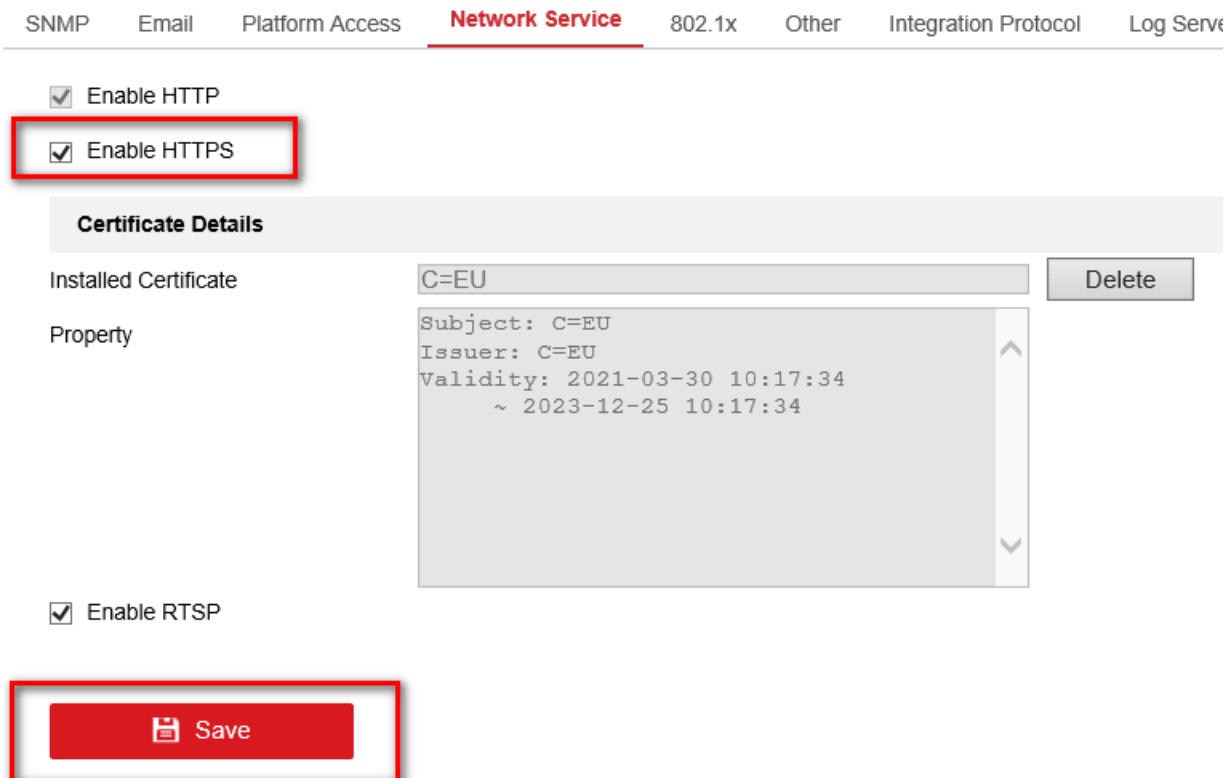 SNMP Email Platform Access Network Service 802.1x Other Integration Protocol Log Serve
Enable HTTP
Enable HTTPS
Certificate Details
Installed Certificate C=EU Delete
Property
Subject: C=EU
Issuer: C=EU
Validity: 2021-03-30 10:17:34
~ 2023-12-25 10:17:34
Enable RTSP
Save